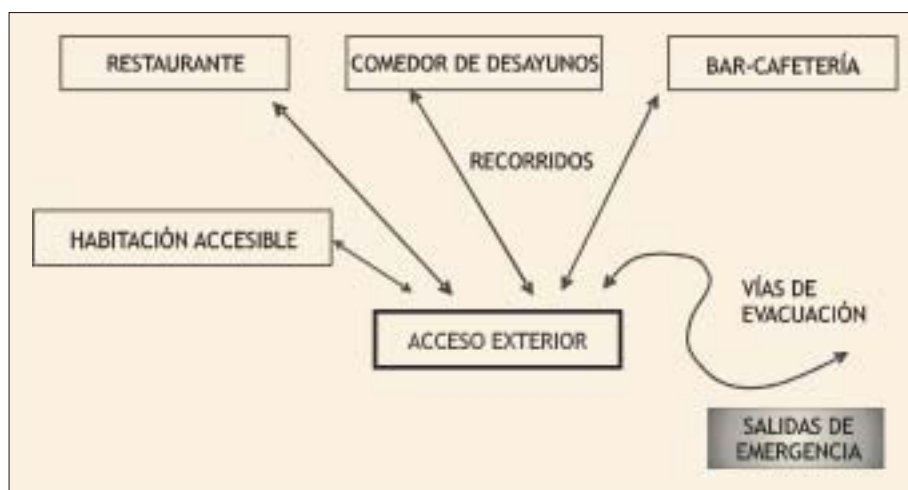 RESTAURANTE
COMEDOR DE DESAYUNOS
BAR-CAFETERÍA
RECORRIDOS
HABITACIÓN ACCESIBLE
VÍAS DE
EVACUACIÓN
ACCESO EXTERIOR
SALIDAS DE
EMERGENCIA